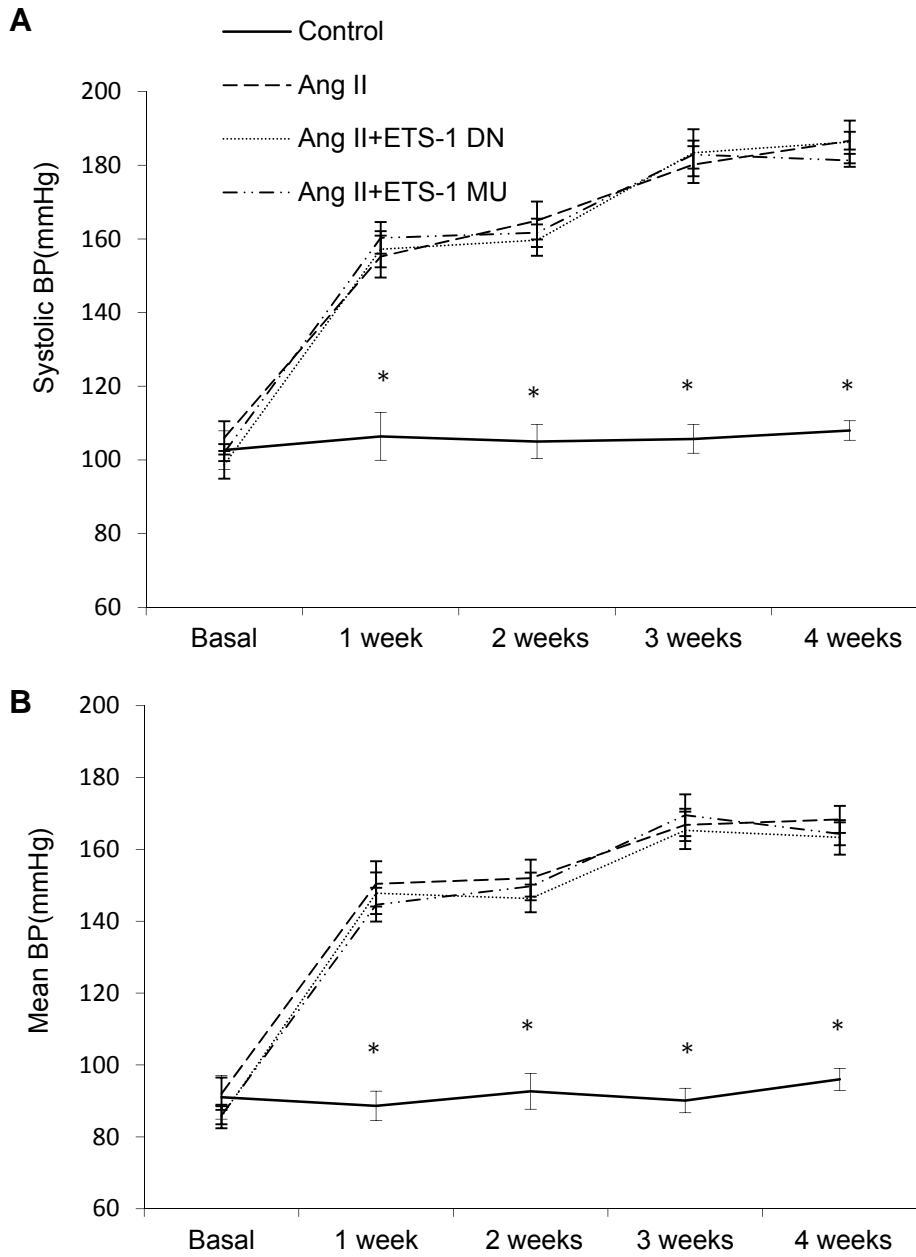 A
Control
Ang II
Ang II+ETS-1 DN
Ang II+ETS-1 MU
Systolic BP(mmHg)
200
180
160
140
120
100
80
60
* * * *
Basal 1 week 2 weeks 3 weeks 4 weeks
B
Mean BP(mmHg)
200
180
160
140
120
100
80
60
* * * *
Basal 1 week 2 weeks 3 weeks 4 weeks